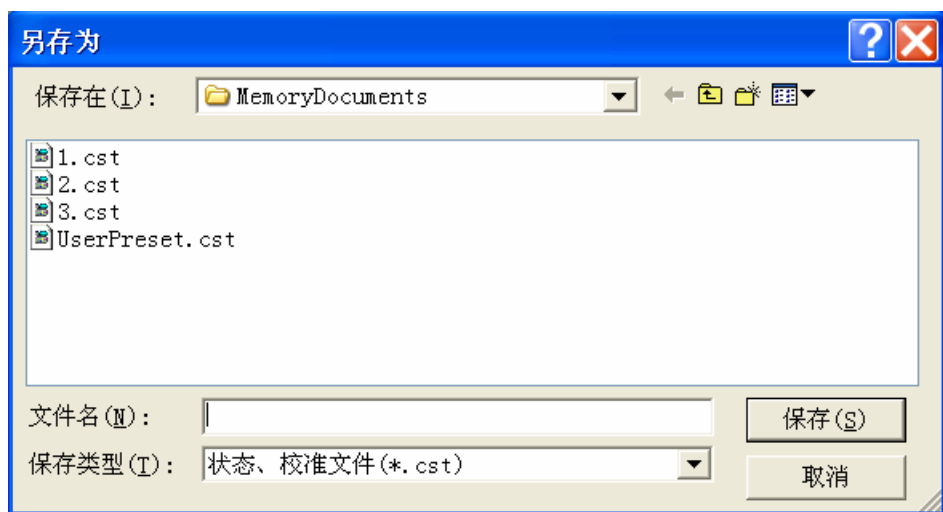 另存为
保存在(I): MemoryDocuments
1.cst
2.cst
3.cst
UserPreset.cst
文件名(N): 保存(S)
保存类型(T): 状态、校准文件(*.cst) 取消